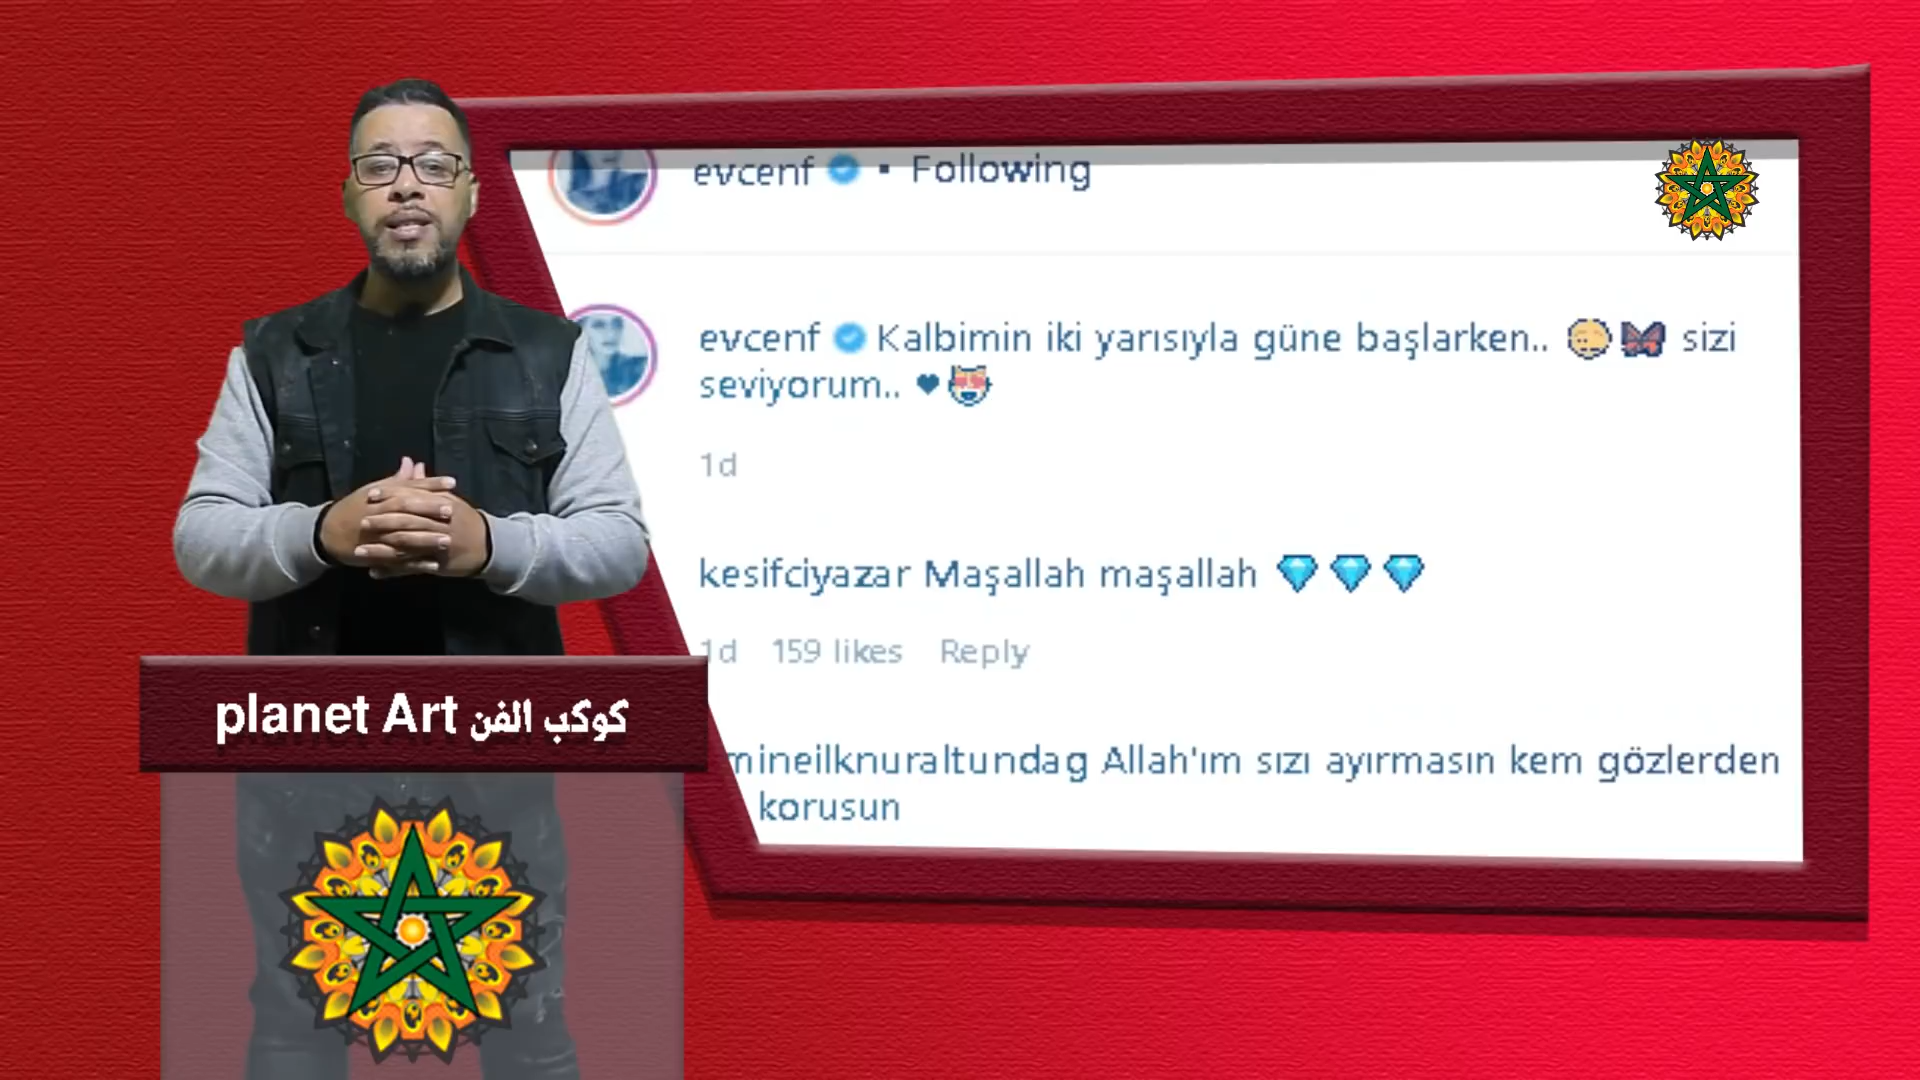 evcenf • Following
evcenf Kalbimin iki yarısıyla güne başlarken.. 😊🦋 sizi
seviyorum.. ♥😻
1d
kesifciyazar Maşallah maşallah 💎💎💎
1d 159 likes Reply
mineilknuraltundag Allah'ım sızı ayırmasın kem gözlerden
korusun
planet Art كوكب الفن